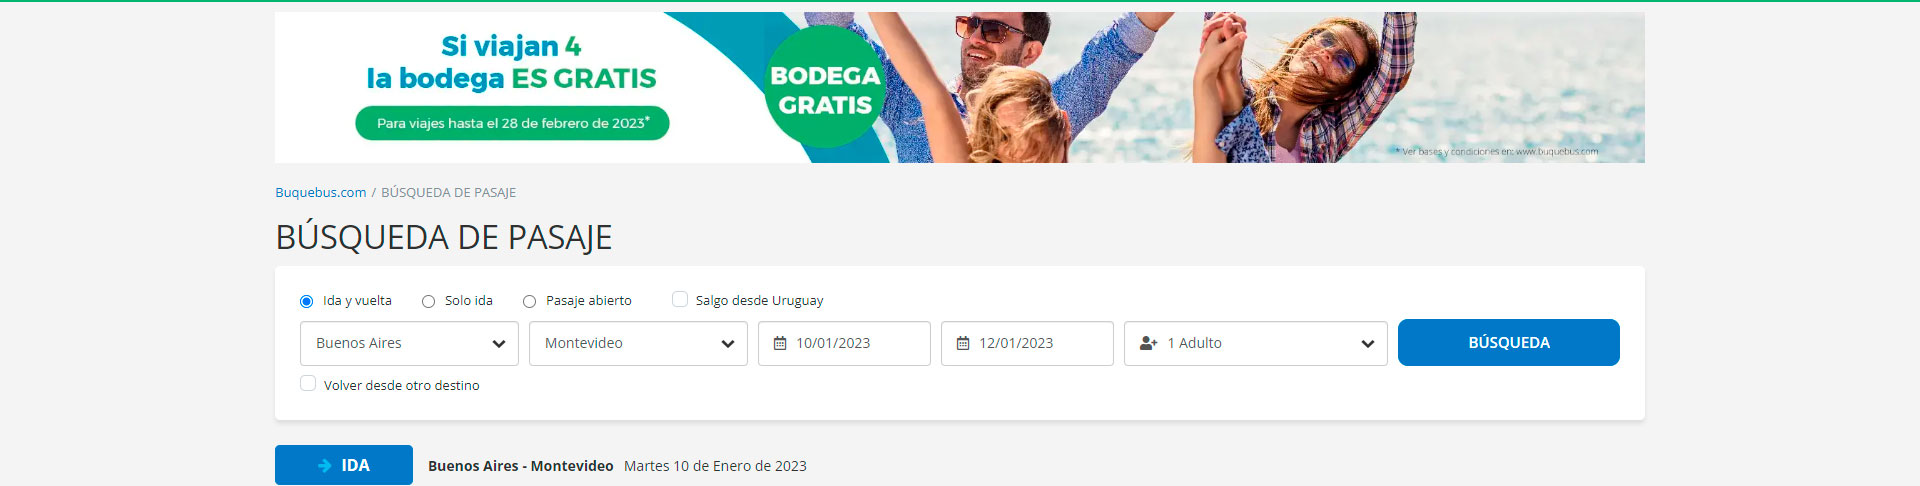 Si viajan 4
la bodega ES GRATIS
Para viajes hasta el 28 de febrero de 2023*
BODEGA
GRATIS
* Ver bases y condiciones en: www.buquebus.com
Buquebus.com / BÚSQUEDA DE PASAJE
BÚSQUEDA DE PASAJE
Ida y vuelta Solo ida Pasaje abierto Salgo desde Uruguay
Buenos Aires Montevideo 10/01/2023 12/01/2023 1 Adulto BÚSQUEDA
Volver desde otro destino
IDA Buenos Aires - Montevideo Martes 10 de Enero de 2023